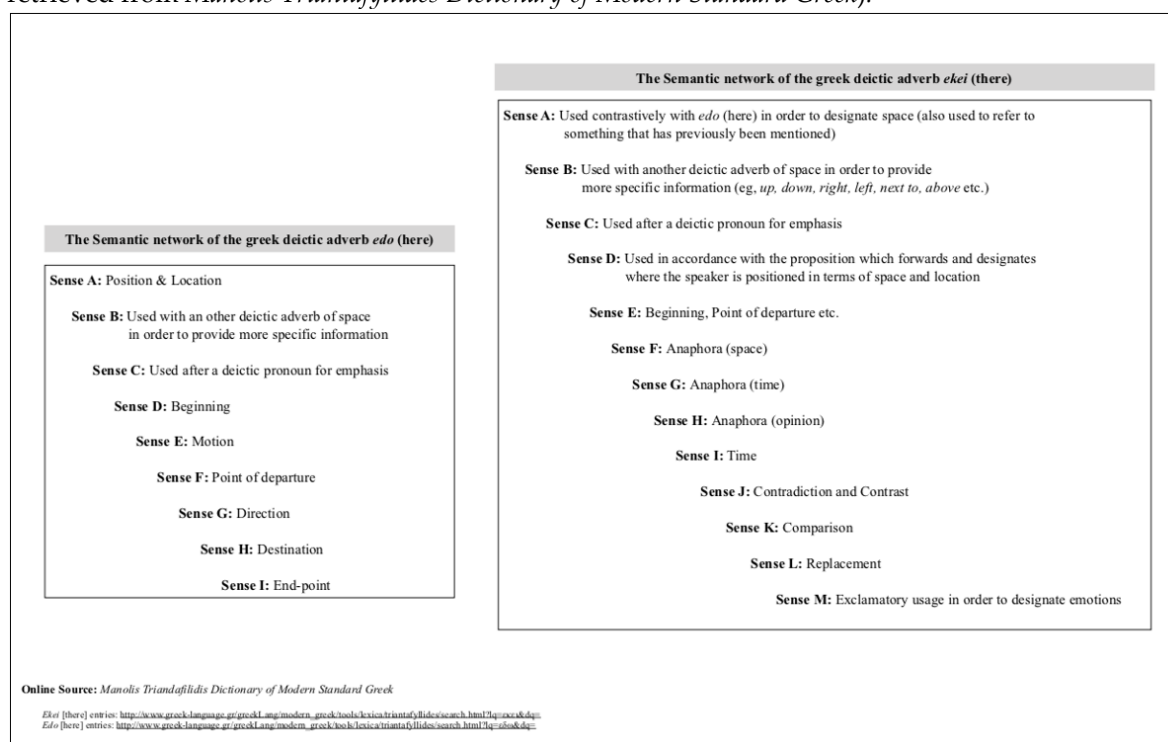 retrieved from Manolis Triantafyllides Dictionary of Modern Standard Greek).
The Semantic network of the greek deictic adverb edo (here)
Sense A: Position & Location
Sense B: Used with an other deictic adverb of space
in order to provide more specific information
Sense C: Used after a deictic pronoun for emphasis
Sense D: Beginning
Sense E: Motion
Sense F: Point of departure
Sense G: Direction
Sense H: Destination
Sense I: End-point
The Semantic network of the greek deictic adverb ekei (there)
Sense A: Used contrastively with edo (here) in order to designate space (also used to refer to
something that has previously been mentioned)
Sense B: Used with another deictic adverb of space in order to provide
more specific information (eg, up, down, right, left, next to, above etc.)
Sense C: Used after a deictic pronoun for emphasis
Sense D: Used in accordance with the proposition which forwards and designates
where the speaker is positioned in terms of space and location
Sense E: Beginning, Point of departure etc.
Sense F: Anaphora (space)
Sense G: Anaphora (time)
Sense H: Anaphora (opinion)
Sense I: Time
Sense J: Contradiction and Contrast
Sense K: Comparison
Sense L: Replacement
Sense M: Exclamatory usage in order to designate emotions
Online Source: Manolis Triandafilidis Dictionary of Modern Standard Greek
Ekei [there] entries:
Edo [here] entries: